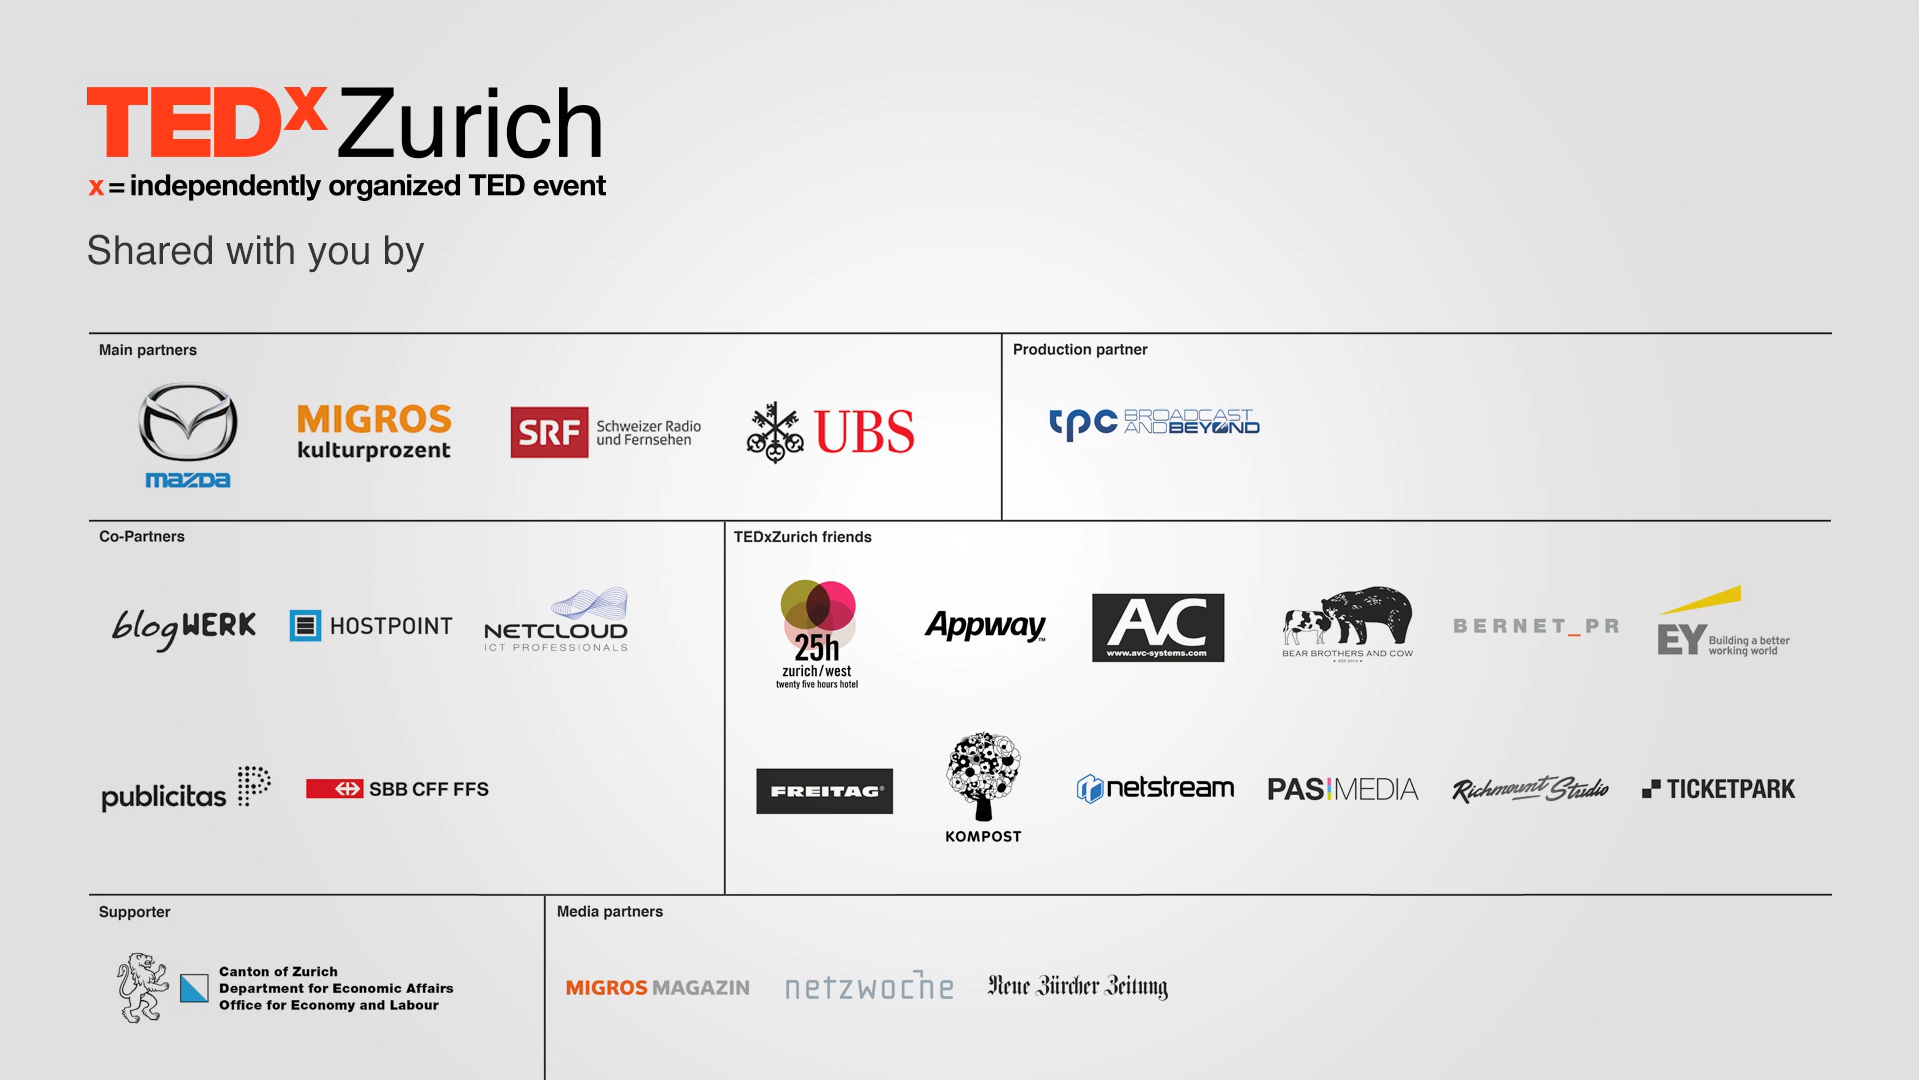 TEDx Zurich
x = independently organized TED event
Shared with you by
Main partners
mazda
MIGROS
kulturprozent
SRF
Schweizer Radio
und Fernsehen
UBS
Production partner
tpc BROADCAST
ANDBEYOND
Co-Partners
blogWERK
HOSTPOINT
NETCLOUD
ICT PROFESSIONALS
publicitas
SBB CFF FFS
TEDxZurich friends
25h
zurich/west
twenty five hours hotel
Appway™
AVC
www.avc-systems.com
BEAR BROTHERS AND COW
BERNET_PR
EY
Building a better
working world
FREITAG®
KOMPOST
netstream
PAS|MEDIA
Richmount Studio
TICKETPARK
Supporter
Canton of Zurich
Department for Economic Affairs
Office for Economy and Labour
Media partners
MIGROS MAGAZIN
netzwoche
Neue Zürcher Zeitung